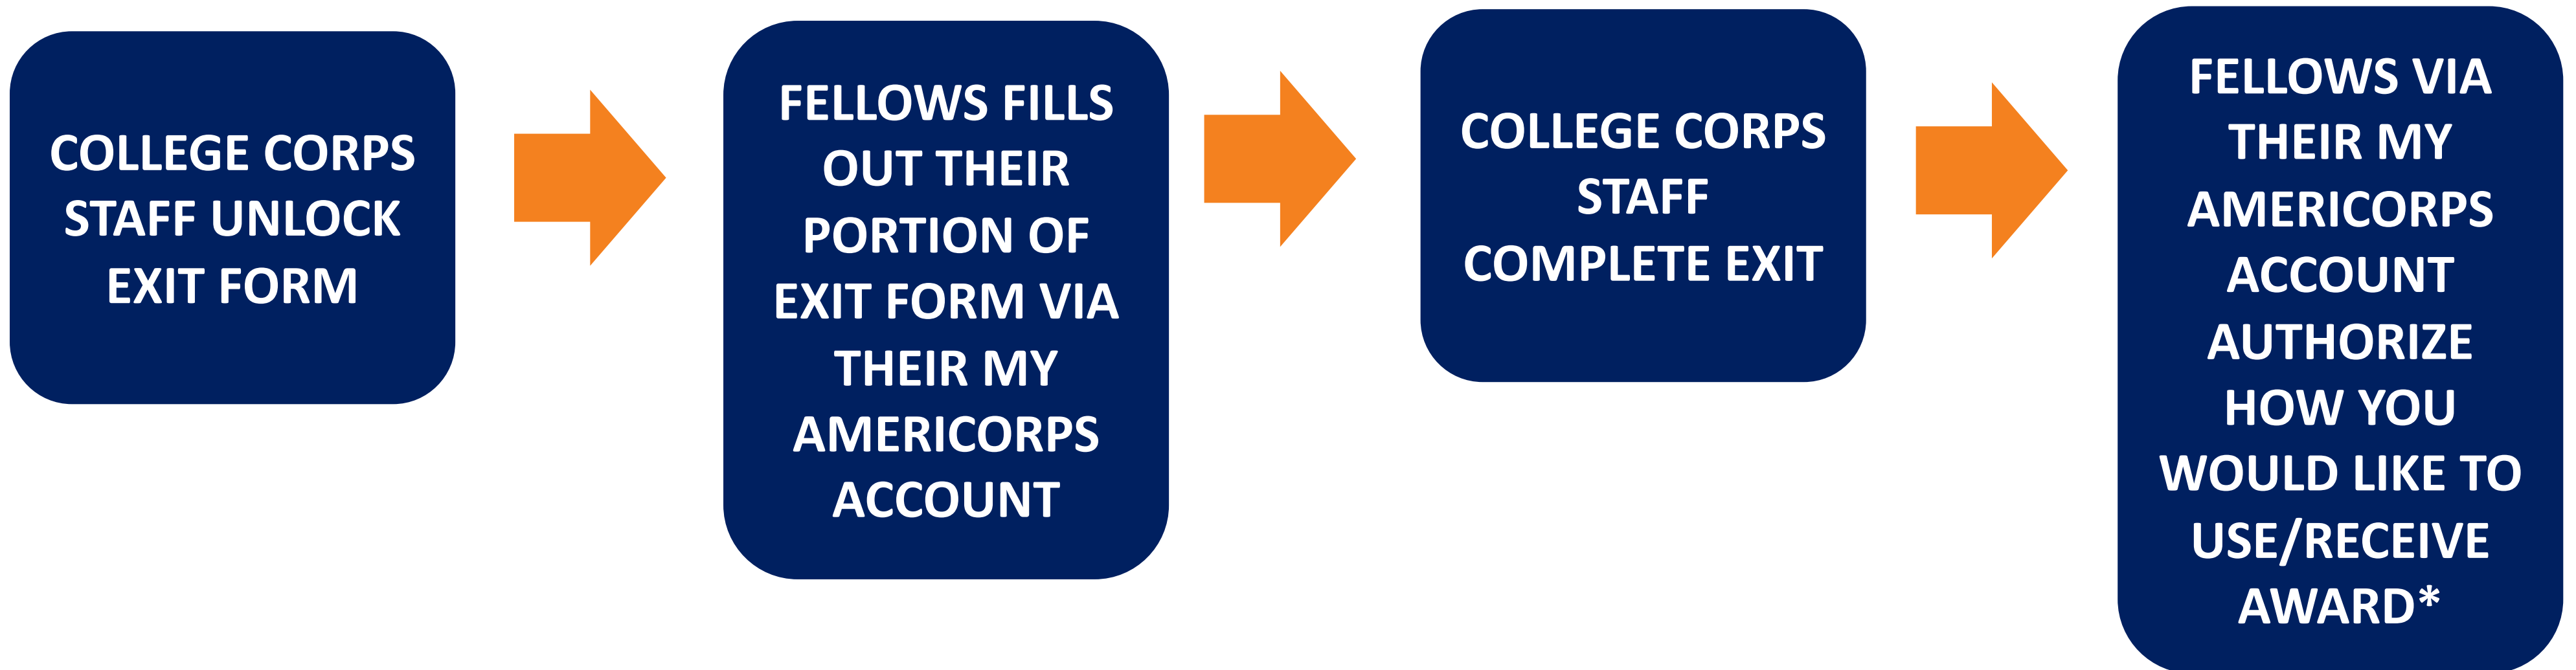 COLLEGE CORPS
STAFF UNLOCK
EXIT FORM
FELLOWS FILLS
OUT THEIR
PORTION OF
EXIT FORM VIA
THEIR MY
AMERICORPS
ACCOUNT
COLLEGE CORPS
STAFF
COMPLETE EXIT
FELLOWS VIA
THEIR MY
AMERICORPS
ACCOUNT
AUTHORIZE
HOW YOU
WOULD LIKE TO
USE/RECEIVE
AWARD*